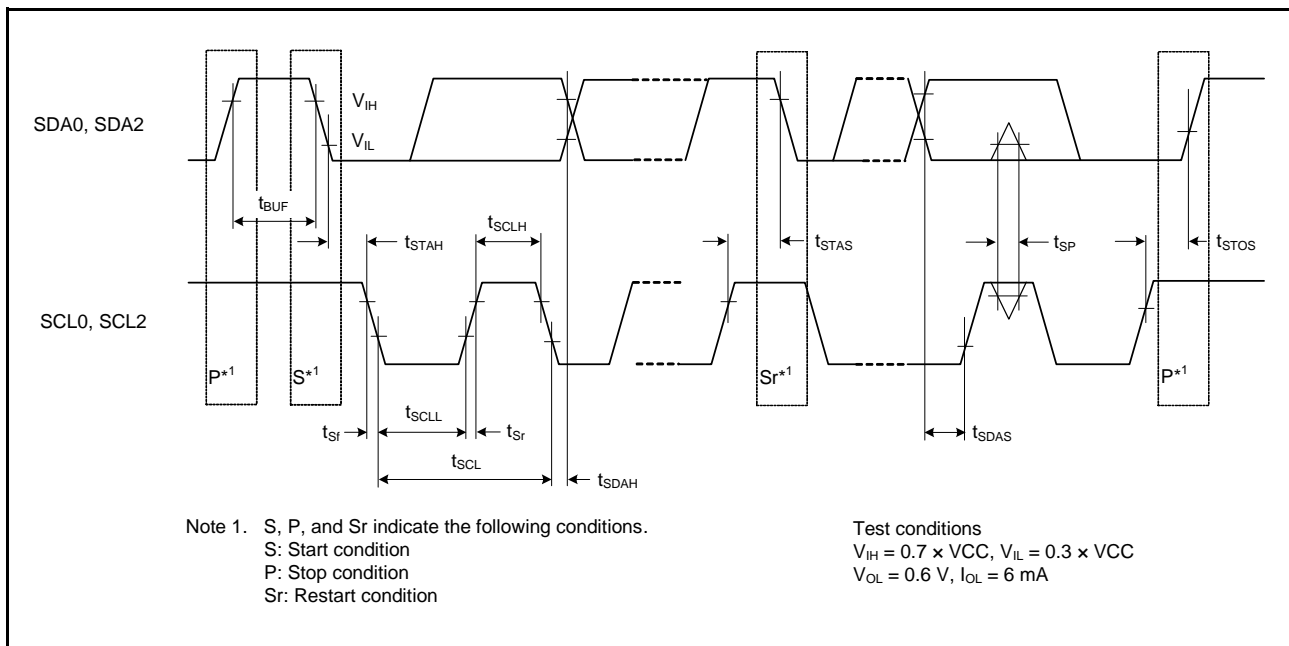 SDA0, SDA2
V_IH
V_IL
t_BUF
t_STAH
t_SCLH
t_STAS
t_SP
t_STOS
SCL0, SCL2
P*1
S*1
Sr*1
P*1
t_Sf
t_SCLL
t_Sr
t_SDAS
t_SCL
t_SDAH
Note 1. S, P, and Sr indicate the following conditions.
S: Start condition
P: Stop condition
Sr: Restart condition
Test conditions
V_IH = 0.7 × VCC, V_IL = 0.3 × VCC
V_OL = 0.6 V, I_OL = 6 mA